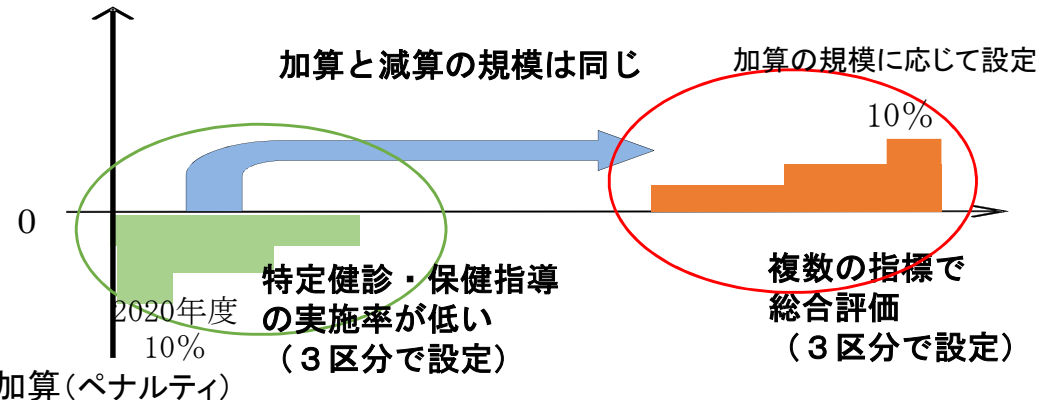 加算と減算の規模は同じ
加算の規模に応じて設定
10%
0
特定健診・保健指導
の実施率が低い
(3区分で設定)
2020年度
10%
複数の指標で
総合評価
(3区分で設定)
加算(ペナルティ)